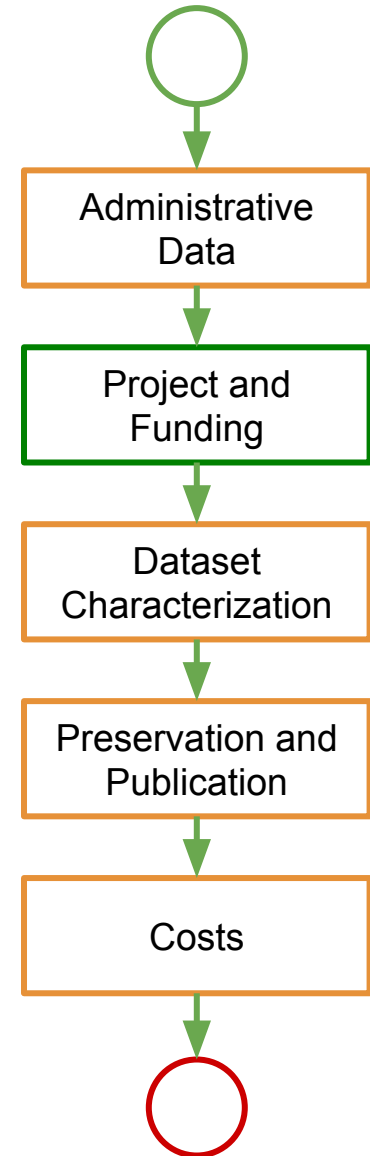 Administrative
Data
Project and
Funding
Dataset
Characterization
Preservation and
Publication
Costs